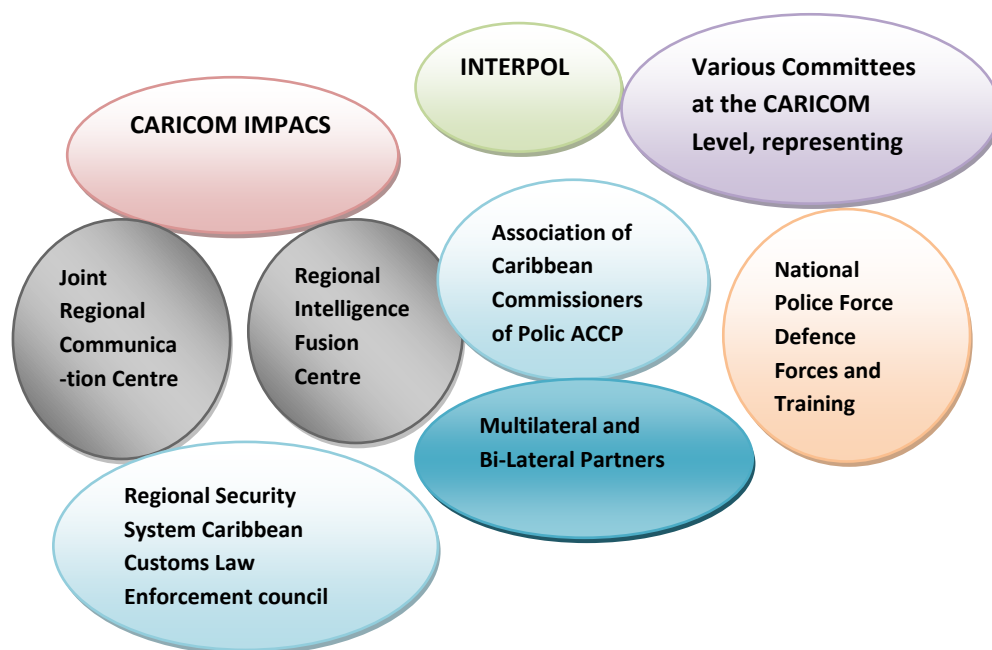 INTERPOL
Various Committees
at the CARICOM
Level, representing
CARICOM IMPACS
Joint
Regional
Communica
-tion Centre
Regional
Intelligence
Fusion
Centre
Association of
Caribbean
Commissioners
of Polic ACCP
National
Police Force
Defence
Forces and
Training
Multilateral and
Bi-Lateral Partners
Regional Security
System Caribbean
Customs Law
Enforcement council